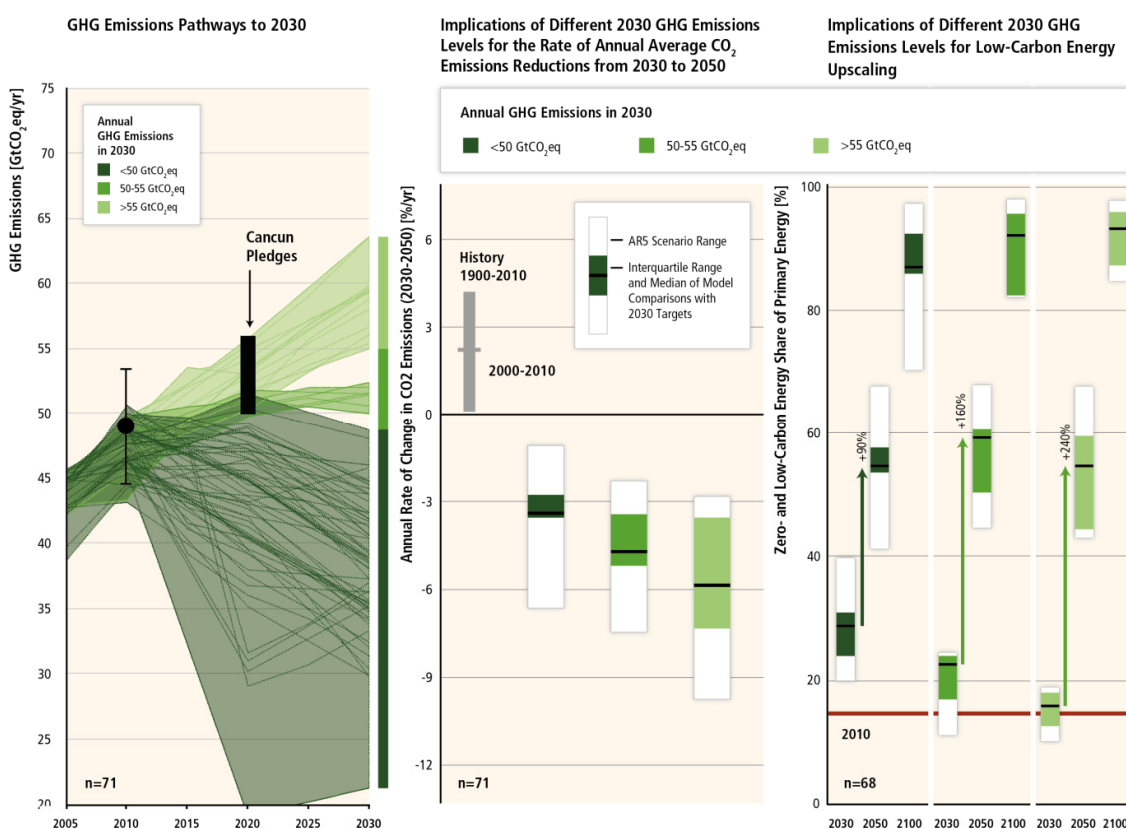 GHG Emissions Pathways to 2030
GHG Emissions [GtCO2eq/yr]
75
70
65
60
55
50
45
40
35
30
25
20
2005
2010
2015
2020
2025
2030
Annual
GHG Emissions
in 2030
<50 GtCO2eq
50-55 GtCO2eq
>55 GtCO2eq
Cancun
Pledges
n=71
Implications of Different 2030 GHG Emissions
Levels for the Rate of Annual Average CO2
Emissions Reductions from 2030 to 2050
Implications of Different 2030 GHG
Emissions Levels for Low-Carbon Energy
Upscaling
Annual GHG Emissions in 2030
<50 GtCO2eq
50-55 GtCO2eq
>55 GtCO2eq
Annual Rate of Change in CO2 Emissions (2030-2050) [%/yr]
6
3
0
-3
-6
-9
-12
History
1900-2010
2000-2010
AR5 Scenario Range
Interquartile Range
and Median of Model
Comparisons with
2030 Targets
n=71
Zero- and Low-Carbon Energy Share of Primary Energy [%]
100
80
60
40
20
0
+90%
+160%
+240%
2010
n=68
2030
2050
2100
2030
2050
2100
2030
2050
2100